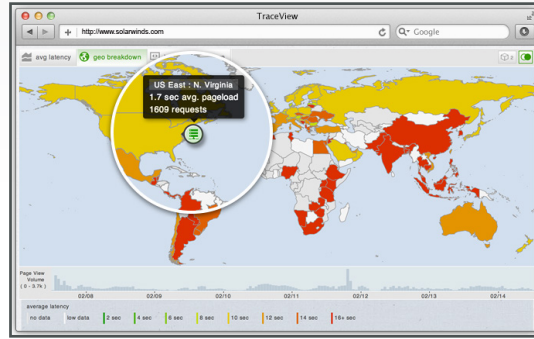 TraceView
http://www.solarwinds.com
Google
avg latency
geo breakdown
US East : N. Virginia
1.7 sec avg. pageload
1609 requests
Page View
Volume
( 0 - 3.7k )
02/08 02/09 02/10 02/11 02/12 02/13 02/14
average latency
no data low data 2 sec 4 sec 6 sec 8 sec 10 sec 12 sec 14 sec 16+ sec